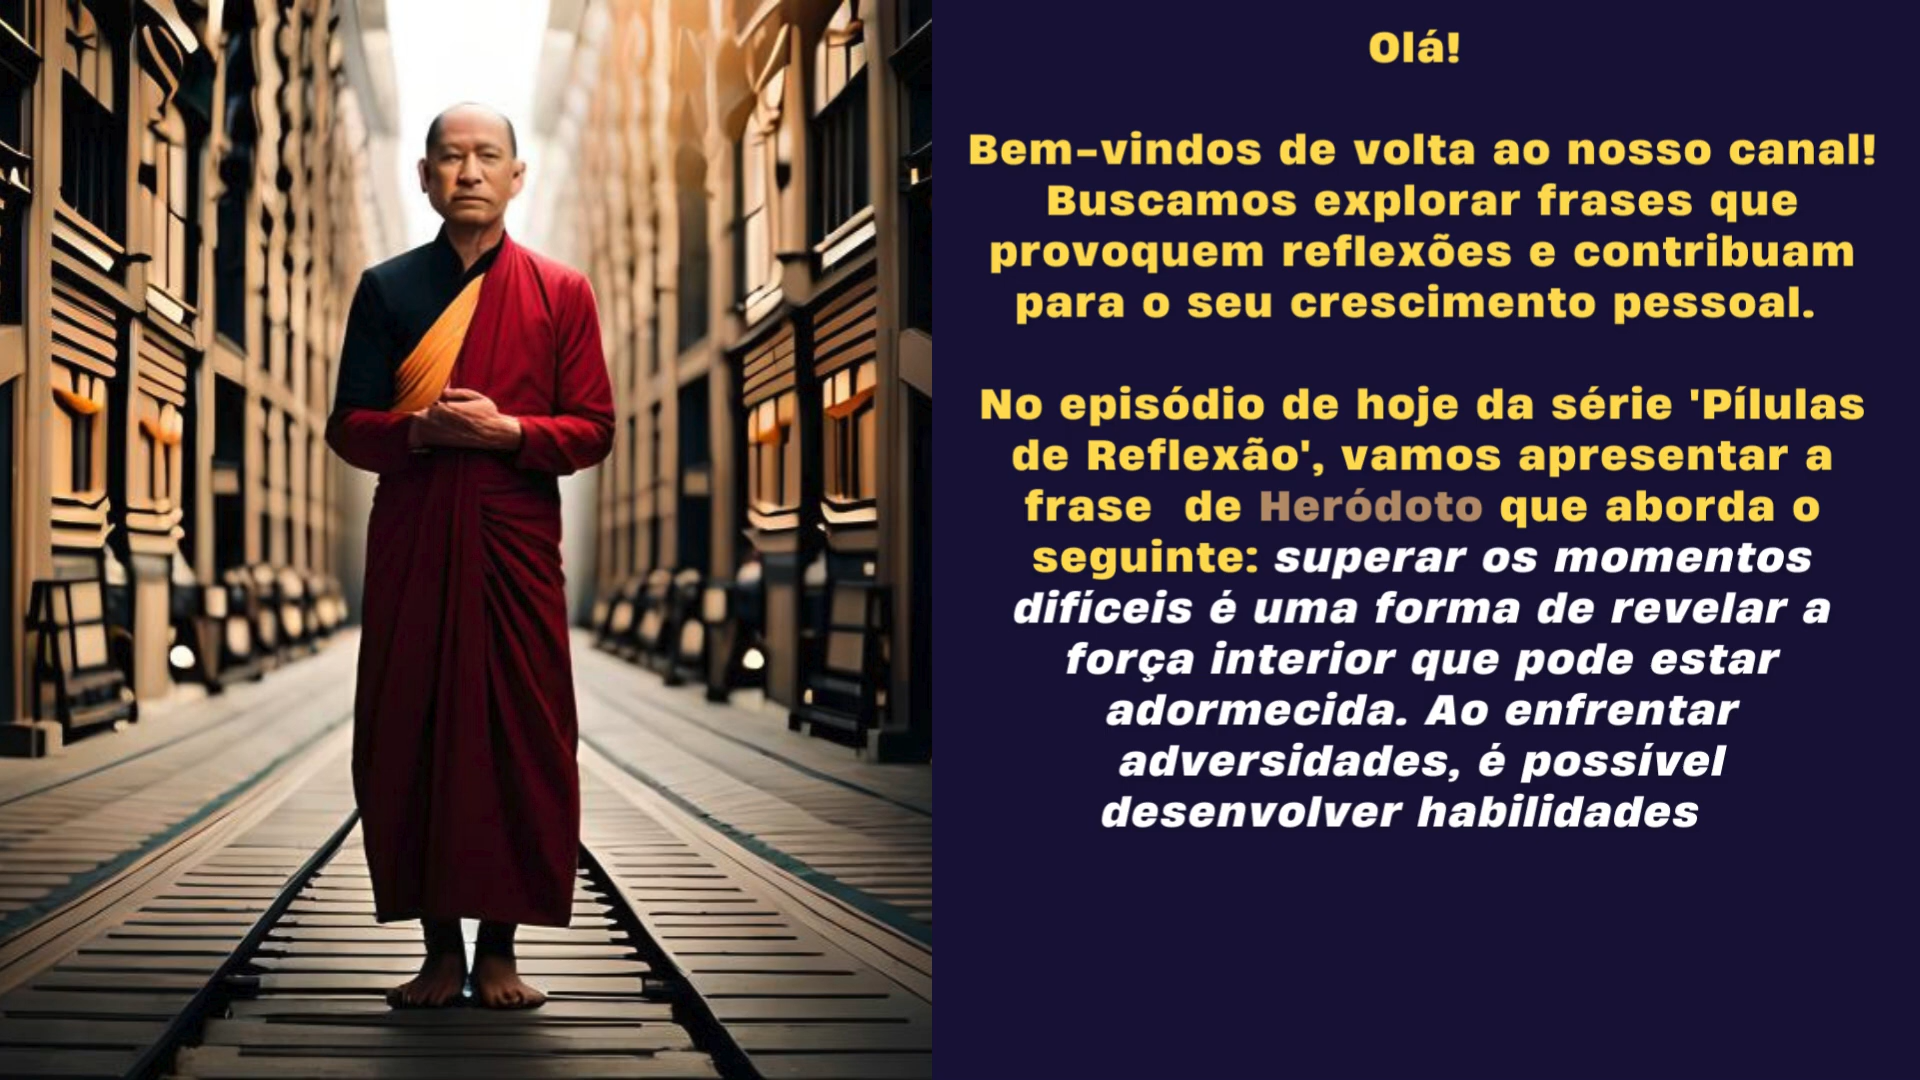 Olá!
Bem-vindos de volta ao nosso canal!
Buscamos explorar frases que
provoquem reflexões e contribuam
para o seu crescimento pessoal.
No episódio de hoje da série 'Pílulas
de Reflexão', vamos apresentar a
frase de Heródoto que aborda o
seguinte: superar os momentos
difíceis é uma forma de revelar a
força interior que pode estar
adormecida. Ao enfrentar
adversidades, é possível
desenvolver habilidades